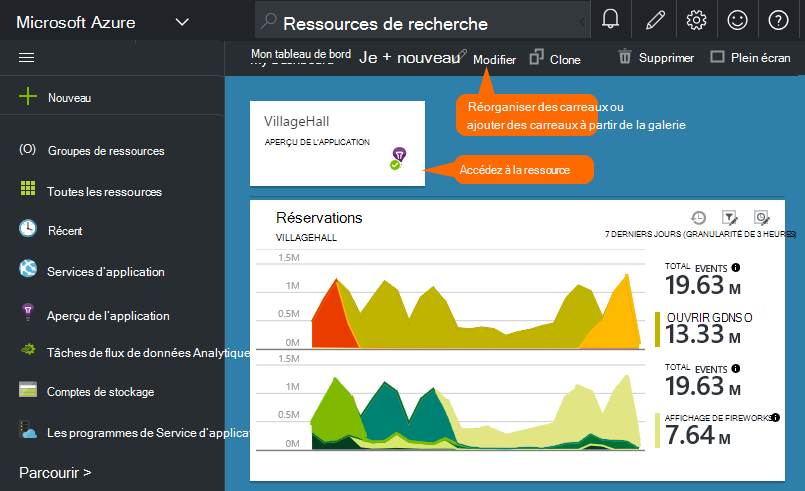 Microsoft Azure
Ressources de recherche
Mon tableau de bord
Je + nouveau
Modifier
Clone
Supprimer
Plein écran
Nouveau
Groupes de ressources
Toutes les ressources
Récent
Services d'application
Aperçu de l'application
Tâches de flux de données Analytique
Comptes de stockage
Les programmes de Service d'applicat
Parcourir >
Réorganiser des carreaux ou
ajouter des carreaux à partir de la galerie
VillageHall
APERÇU DE L'APPLICATION
Accédez à la ressource
Réservations
VILLAGEHALL
7 DERNIERS JOURS (GRANULARITÉ DE 3 HEURES)
1.5M
1M
0.5M
0M
TOTAL EVENTS
19.63 M
OUVRIR GDNS O
13.33 M
1.5M
1M
0.5M
0M
TOTAL EVENTS
19.63 M
AFFICHAGE DE FIREWORKS
7.64 M